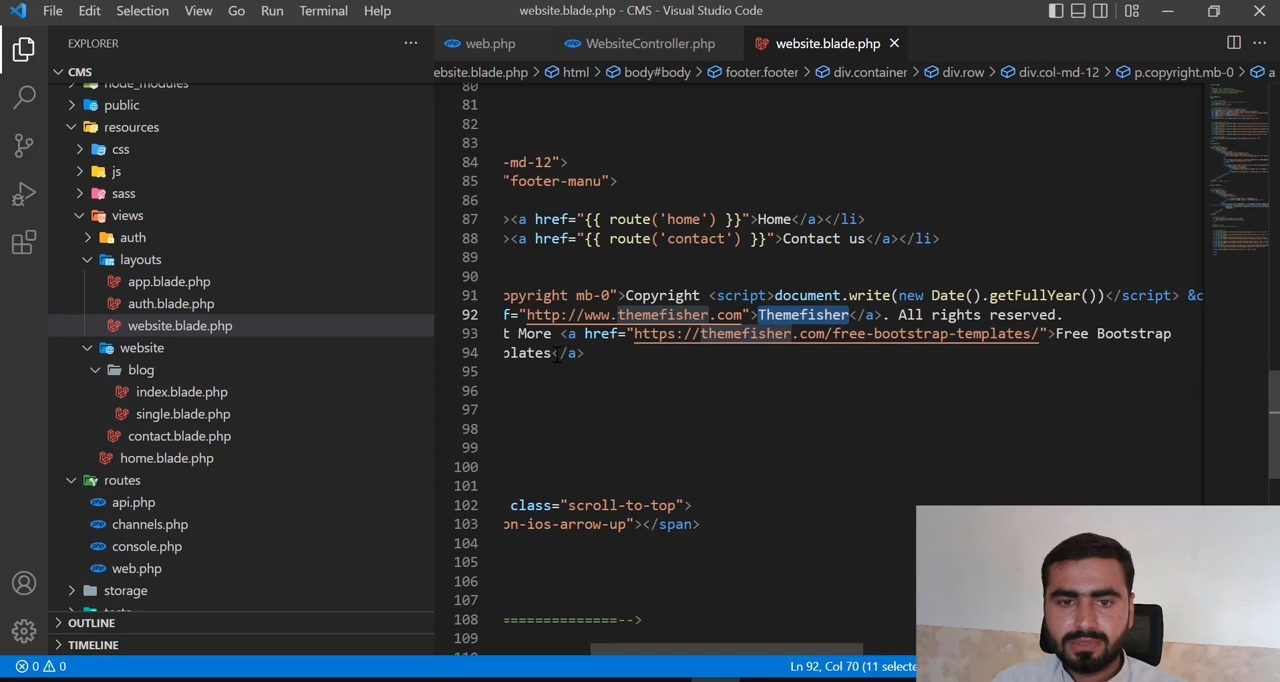 File Edit Selection View Go Run Terminal Help website.blade.php - CMS - Visual Studio Code
EXPLORER
CMS
node_modules
public
resources
css
js
sass
views
auth
layouts
app.blade.php
auth.blade.php
website.blade.php
website
blog
index.blade.php
single.blade.php
contact.blade.php
home.blade.php
routes
api.php
channels.php
console.php
web.php
storage
tests
OUTLINE
TIMELINE
web.php WebsiteController.php website.blade.php
ebsite.blade.php > html > body#body > footer.footer > div.container > div.row > div.col-md-12 > p.copyright.mb-0 > a
80
81
82
83
84 -md-12">
85 "footer-manu">
86
87 ><a href="{{ route('home') }}">Home</a></li>
88 ><a href="{{ route('contact') }}">Contact us</a></li>
89
90
91 opyright mb-0">Copyright <script>document.write(new Date().getFullYear())</script> &c
92 f="http://www.themefisher.com">Themefisher</a>. All rights reserved.
93 t More <a href="https://themefisher.com/free-bootstrap-templates/">Free Bootstrap
94 plates</a>
95
96
97
98
99
100
101
102 class="scroll-to-top">
103 on-ios-arrow-up"></span>
104
105
106
107
108 ==============-->
109
110
0 0 Ln 92, Col 70 (11 selecte